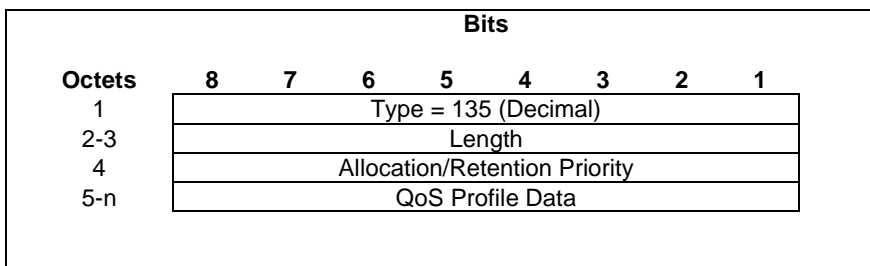 Bits
Octets 8 7 6 5 4 3 2 1
1 Type = 135 (Decimal)
2-3 Length
4 Allocation/Retention Priority
5-n QoS Profile Data